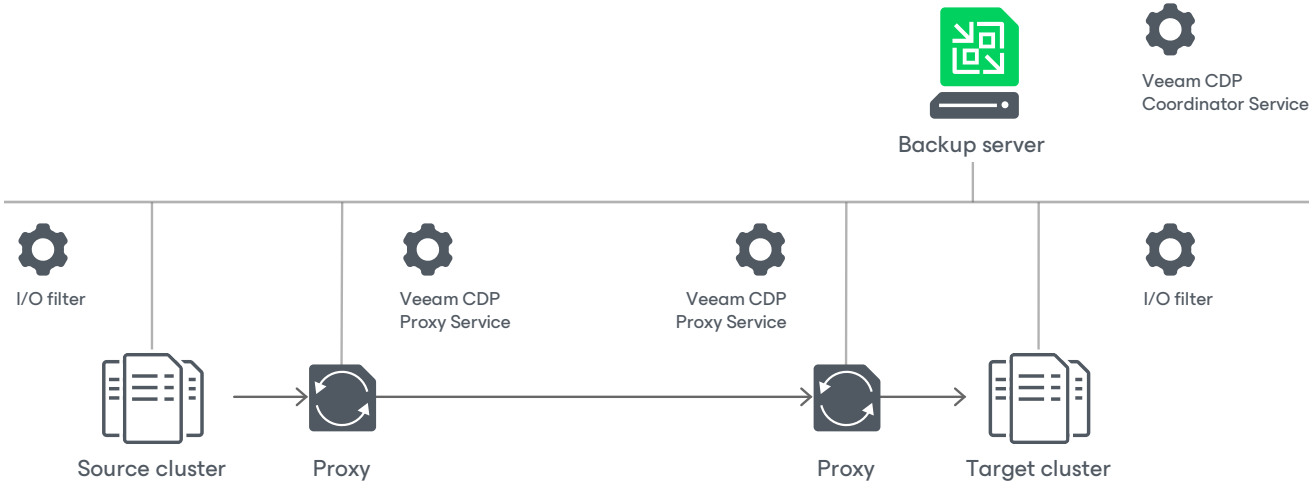 Veeam CDP
Coordinator Service
Backup server
I/O filter
Veeam CDP
Proxy Service
Veeam CDP
Proxy Service
I/O filter
Source cluster
Proxy
Proxy
Target cluster